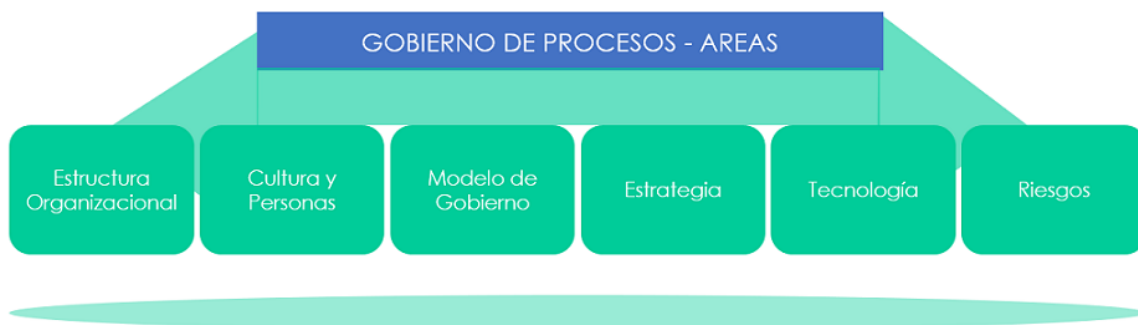 GOBIERNO DE PROCESOS - AREAS
Estructura
Organizacional
Cultura y
Personas
Modelo de
Gobierno
Estrategia
Tecnología
Riesgos